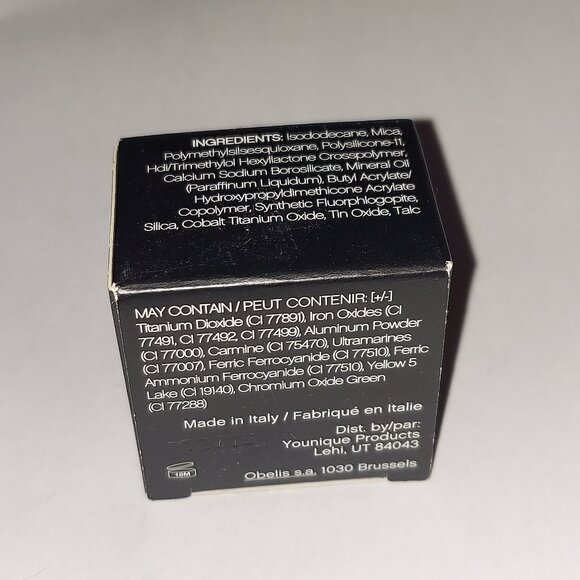 INGREDIENTS: Isododecane, Mica,
Polymethylsilsesquioxane, Polysilicone-11,
Hdi/Trimethylol Hexyllactone Crosspolymer,
Calcium Sodium Borosilicate, Mineral Oil
(Paraffinum Liquidum), Butyl Acrylate/
Hydroxypropyldimethicone Acrylate
Copolymer, Synthetic Fluorphlogopite,
Silica, Cobalt Titanium Oxide, Tin Oxide, Talc
MAY CONTAIN / PEUT CONTENIR: [+/-]
Titanium Dioxide (CI 77891), Iron Oxides (CI
77491, CI 77492, CI 77499), Aluminum Powder
(CI 77000), Carmine (CI 75470), Ultramarines
(CI 77007), Ferric Ferrocyanide (CI 77510), Ferric
Ammonium Ferrocyanide (CI 77510), Yellow 5
Lake (CI 19140), Chromium Oxide Green
(CI 77288)
Made in Italy / Fabriqué en Italie
Dist. by/par:
Younique Products
Lehi, UT 84043
18M
Obelis s.a. 1030 Brussels